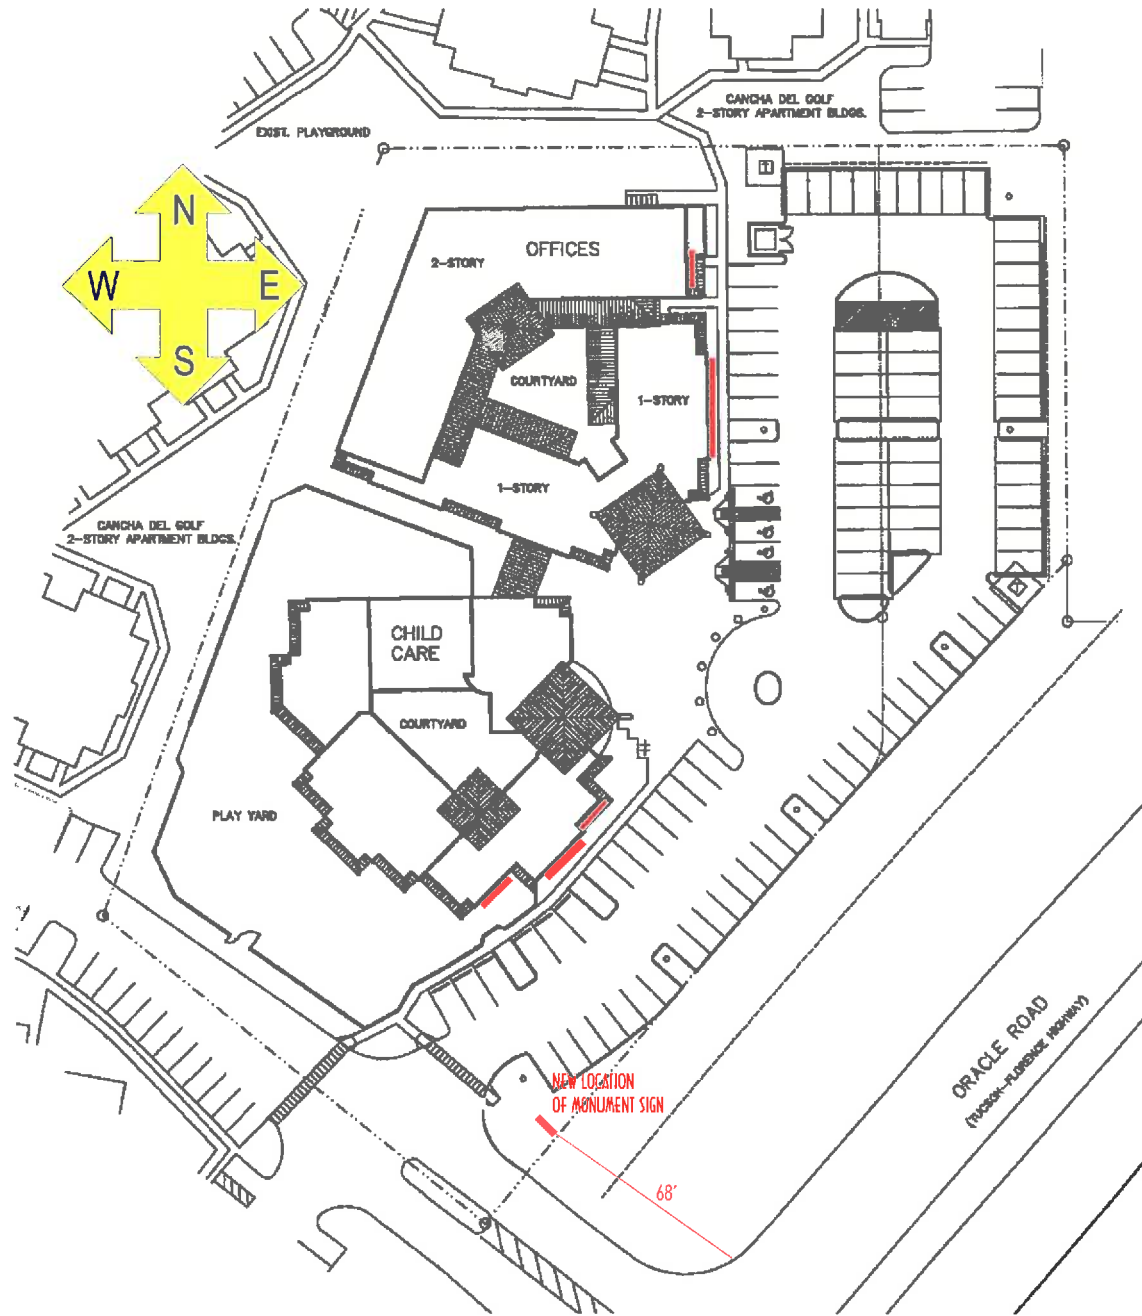 CANCHA DEL GOLF
2-STORY APARTMENT BLDGS.
EXIST. PLAYGROUND
N
W
E
S
OFFICES
2-STORY
COURTYARD
1-STORY
1-STORY
CANCHA DEL GOLF
2-STORY APARTMENT BLDGS.
CHILD
CARE
COURTYARD
PLAY YARD
ORACLE ROAD
(TUCSON-FLORENCE HIGHWAY)
NEW LOCATION
OF MONUMENT SIGN
68'